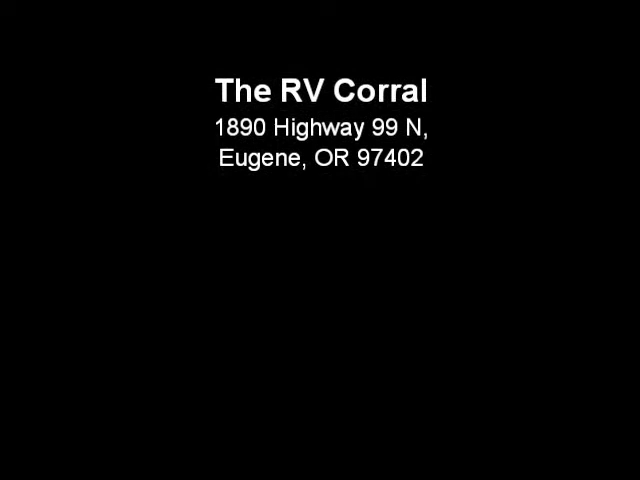 The RV Corral
1890 Highway 99 N,
Eugene, OR 97402